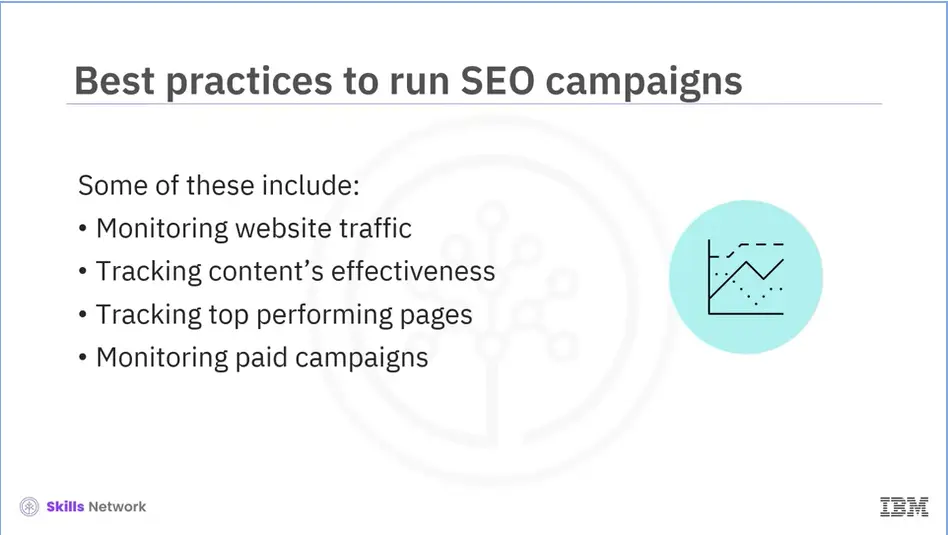 Best practices to run SEO campaigns
Some of these include:
• Monitoring website traffic
• Tracking content’s effectiveness
• Tracking top performing pages
• Monitoring paid campaigns
Skills Network
IBM